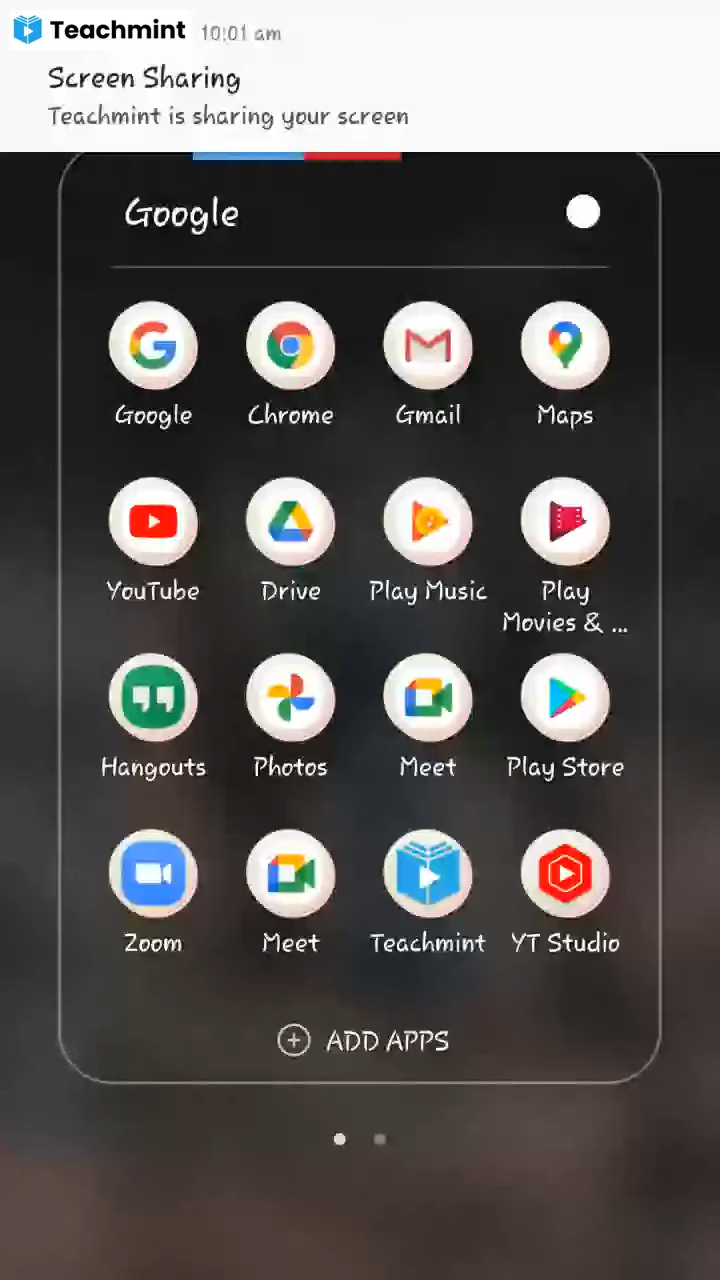 Teachmint 10:01 am
Screen Sharing
Teachmint is sharing your screen
Google
Google Chrome Gmail Maps
YouTube Drive Play Music Play
Movies & ...
Hangouts Photos Meet Play Store
Zoom Meet Teachmint YT Studio
ADD APPS